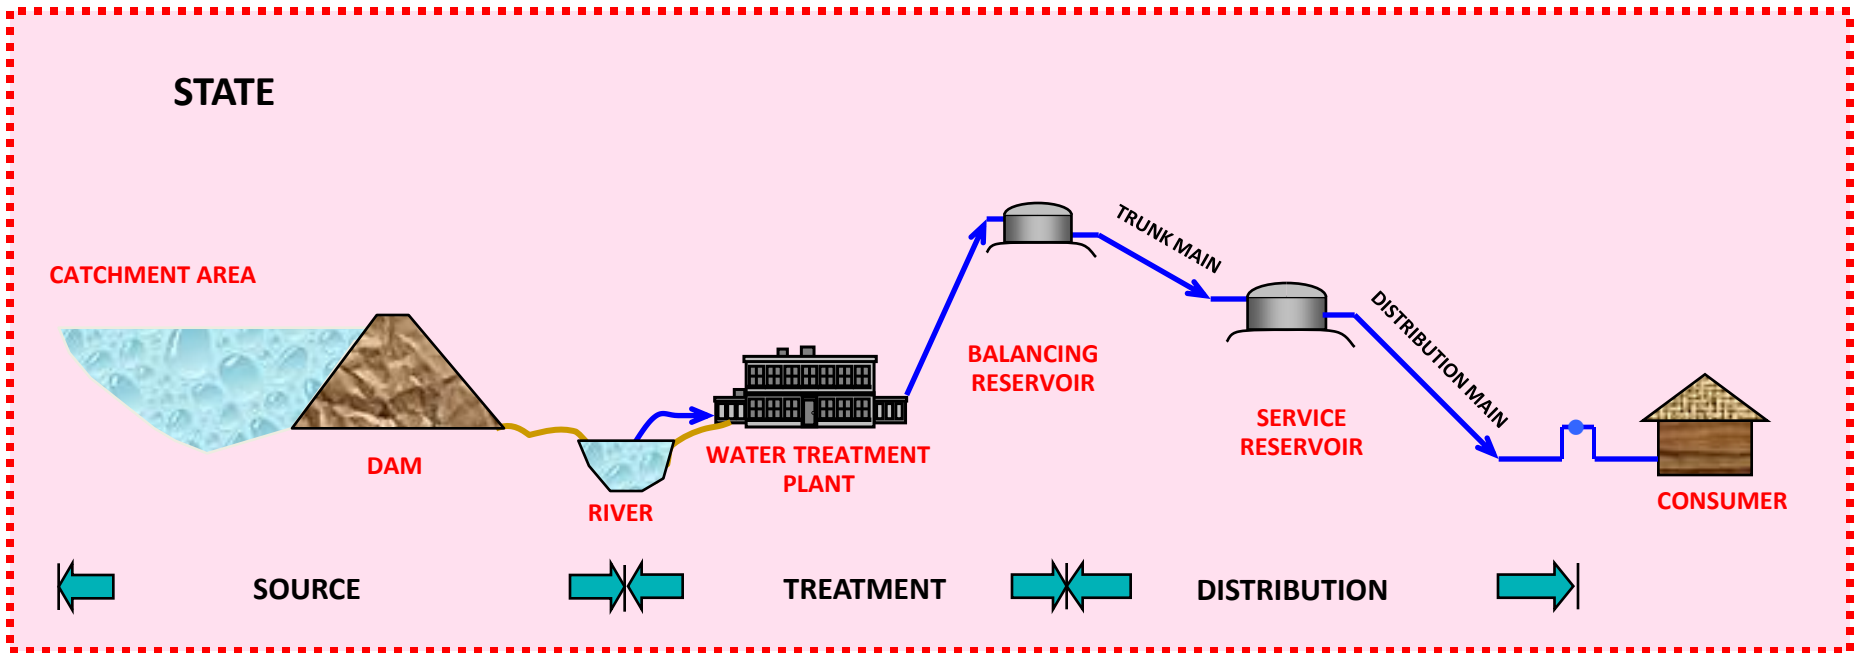 STATE
CATCHMENT AREA
DAM
RIVER
WATER TREATMENT
PLANT
BALANCING
RESERVOIR
TRUNK MAIN
SERVICE
RESERVOIR
DISTRIBUTION MAIN
CONSUMER
SOURCE
TREATMENT
DISTRIBUTION